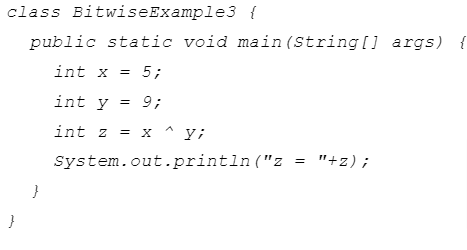 class BitwiseExample3 {
public static void main(String[] args) {
int x = 5;
int y = 9;
int z = x ^ y;
System.out.println("z = "+z);
}
}